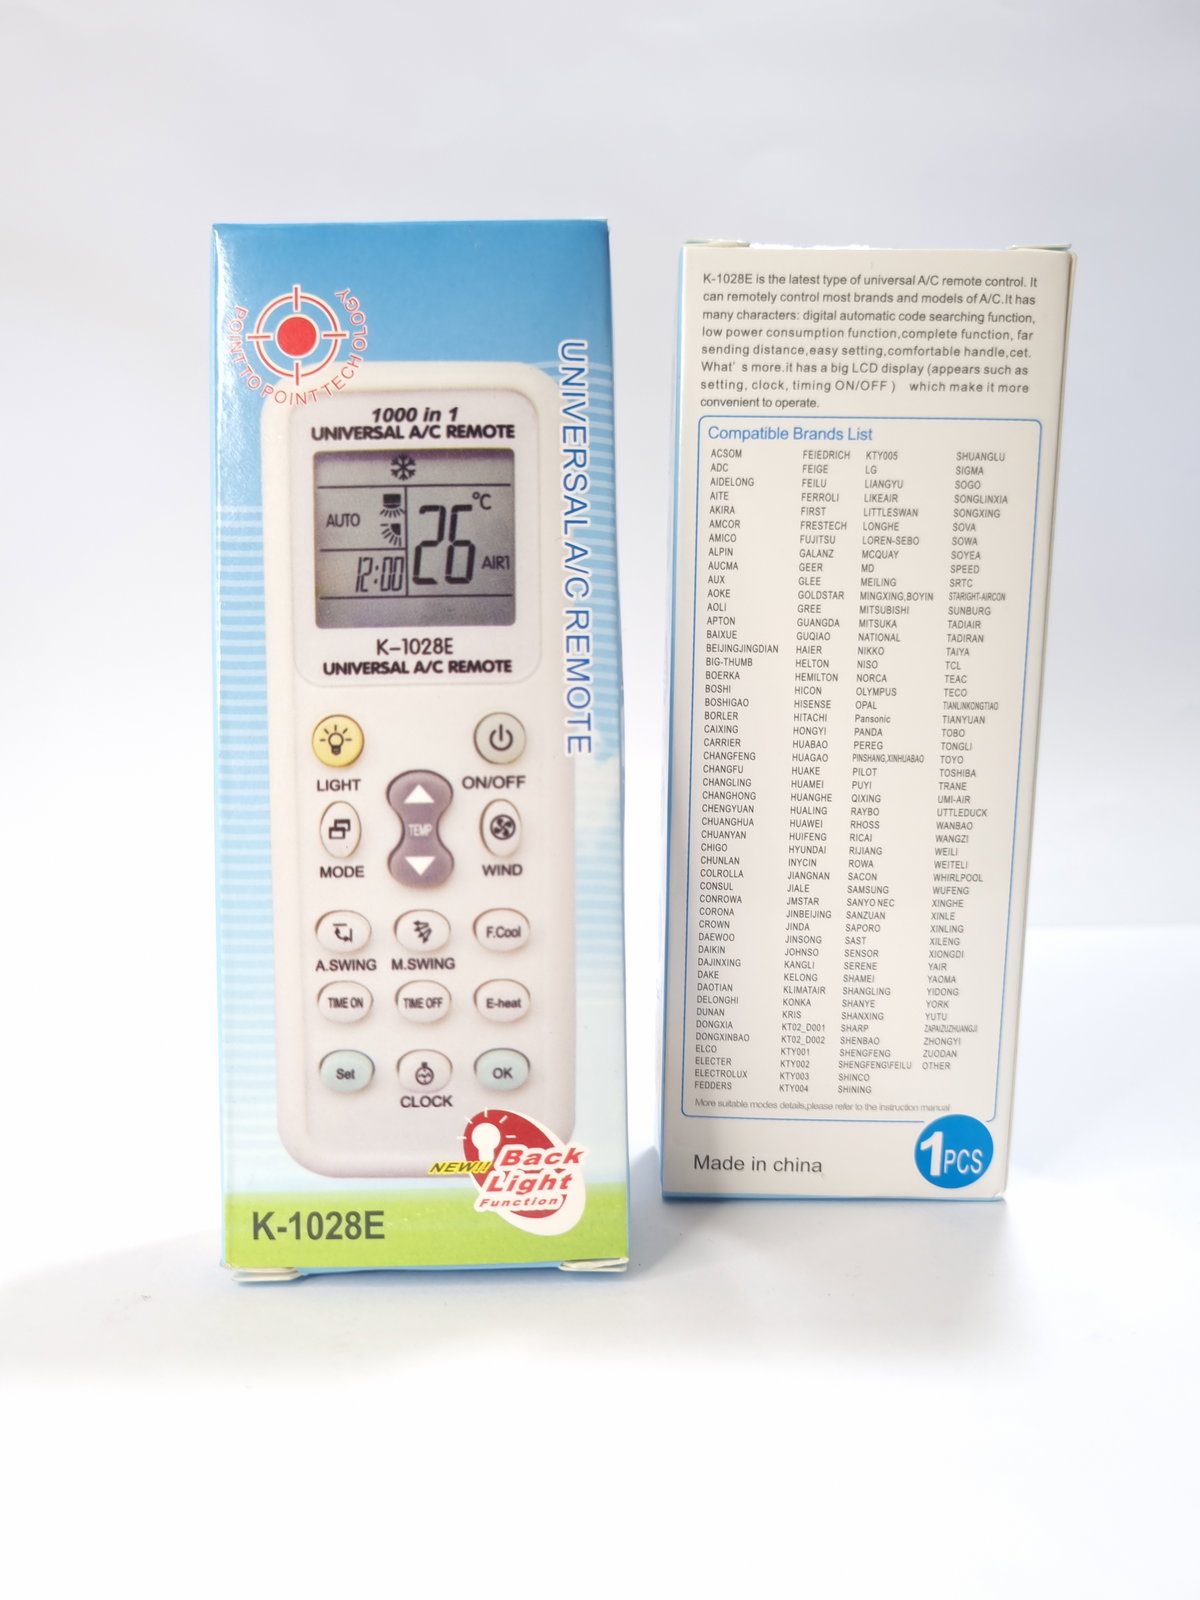 POINT TO POINT TECH OLOGY
UNIVERSAL A/C REMOTE
1000 in 1
UNIVERSAL A/C REMOTE
AUTO
26
°C
12:00
AIR1
K-1028E
UNIVERSAL A/C REMOTE
LIGHT
ON/OFF
TEMP
MODE
WIND
F.Cool
A.SWING M.SWING
TIME ON TIME OFF E-heat
Set OK
CLOCK
NEW!! Back
Light
Function
K-1028E
K-1028E is the latest type of universal A/C remote control. It
can remotely control most brands and models of A/C.It has
many characters: digital automatic code searching function,
low power consumption function,complete function, far
sending distance,easy setting,comfortable handle,cet.
What's more.it has a big LCD display (appears such as
setting, clock, timing ON/OFF ) which make it more
convenient to operate.
Compatible Brands List
ACSOM
ADC
AIDELONG
AITE
AKIRA
AMCOR
AMICO
ALPIN
AUCMA
AUX
AOKE
AOLI
APTON
BAIXUE
BEIJINGJINGDIAN
BIG-THUMB
BOERKA
BOSHI
BOSHIGAO
BORLER
CAIXING
CARRIER
CHANGFENG
CHANGFU
CHANGLING
CHANGHONG
CHENGYUAN
CHUANGHUA
CHUANYAN
CHIGO
CHUNLAN
COLROLLA
CONSUL
CONROWA
CORONA
CROWN
DAEWOO
DAIKIN
DAJINXING
DAKE
DAOTIAN
DELONGHI
DUNAN
DONGXIA
DONGXINBAO
ELCO
ELECTER
ELECTROLUX
FEDDERS
FEIEDRICH
FEIGE
FEILU
FERROLI
FIRST
FRESTECH
FUJITSU
GALANZ
GEER
GLEE
GOLDSTAR
GREE
GUANGDA
GUQIAO
HAIER
HELTON
HEMILTON
HICON
HISENSE
HITACHI
HONGYI
HUABAO
HUAGAO
HUAKE
HUAMEI
HUANGHE
HUALING
HUAWEI
HUIFENG
HYUNDAI
INYCIN
JIANGNAN
JIALE
JMSTAR
JINBEIJING
JINDA
JINSONG
JOHNSO
KANGLI
KELONG
KLIMATAIR
KONKA
KRIS
KT02_D001
KT02_D002
KTY001
KTY002
KTY003
KTY004
KTY005
LG
LIANGYU
LIKEAIR
LITTLESWAN
LONGHE
LOREN-SEBO
MCQUAY
MD
MEILING
MINGXING,BOYIN
MITSUBISHI
MITSUKA
NATIONAL
NIKKO
NISO
NORCA
OLYMPUS
OPAL
Pansonic
PANDA
PEREG
PINSHANG,XINHUABAO
PILOT
PUYI
QIXING
RAYBO
RHOSS
RICAI
RIJIANG
ROWA
SACON
SAMSUNG
SANYO NEC
SANZUAN
SAPORO
SAST
SENSOR
SERENE
SHAMEI
SHANGLING
SHANYE
SHANXING
SHARP
SHENBAO
SHENGFENG
SHENGFENG\FEILU
SHINCO
SHINING
SHUANGLU
SIGMA
SOGO
SONGLINXIA
SONGXING
SOVA
SOWA
SOYEA
SPEED
SRTC
STARIGHT-AIRCON
SUNBURG
TADIAIR
TADIRAN
TAIYA
TCL
TEAC
TECO
TIANLINKONGTIAO
TIANYUAN
TOBO
TONGLI
TOYO
TOSHIBA
TRANE
UMI-AIR
UTTLEDUCK
WANBAO
WANGZI
WEILI
WEITELI
WHIRLPOOL
WUFENG
XINGHE
XINLE
XINLING
XILENG
XIONGDI
YAIR
YAOMA
YIDONG
YORK
YUTU
ZAPAIZUZHUANGJI
ZHONGYI
ZUODAN
OTHER
More suitable modes details,please refer to the instruction manual
Made in china
1PCS